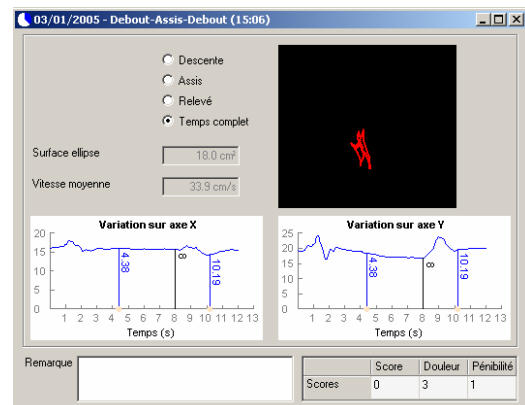 03/01/2005 - Debout-Assis-Debout (15:06)
Descente
Assis
Relevé
Temps complet
Surface ellipse 18.0 cm²
Vitesse moyenne 33.9 cm/s
Variation sur axe X
20
15
10
5
0
4.38 8 10.19
1 2 3 4 5 6 7 8 9 10 11 12 13
Temps (s)
Variation sur axe Y
25
20
15
10
5
0
4.38 8 10.19
1 2 3 4 5 6 7 8 9 10 11 12 13
Temps (s)
Remarque
Score Douleur Pénibilité
Scores 0 3 1